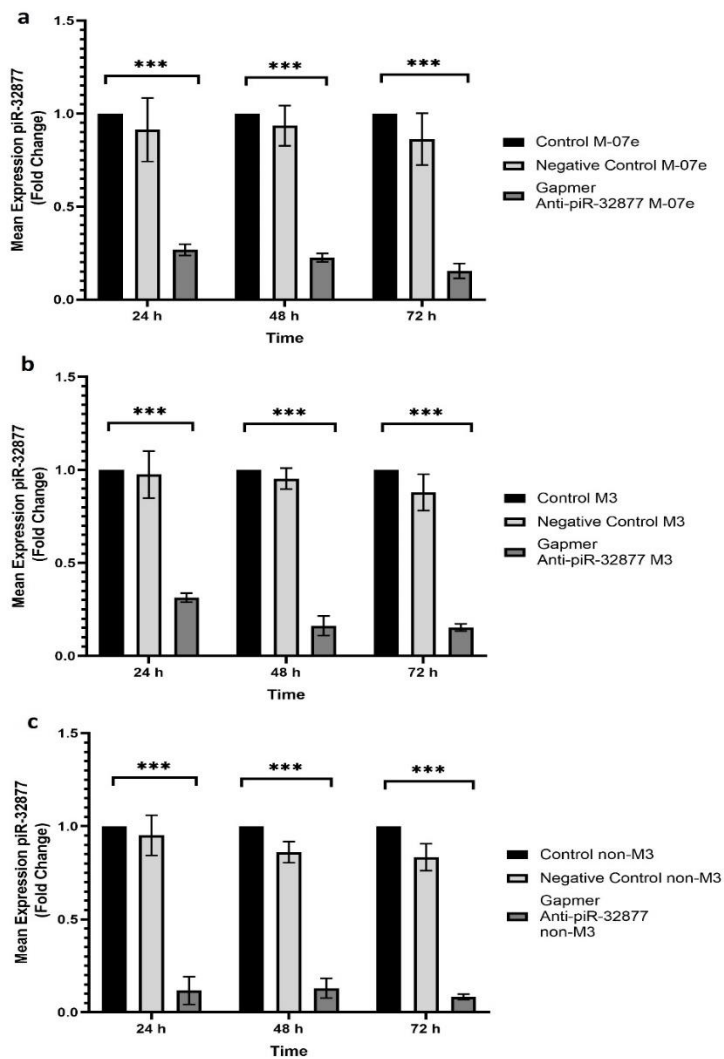 a
Mean Expression piR-32877
(Fold Change)
1.5
1.0
0.5
0.0
*** *** ***
24 h 48 h 72 h
Time
Control M-07e
Negative Control M-07e
Gapmer
Anti-piR-32877 M-07e
b
Mean Expression piR-32877
(Fold Change)
1.5
1.0
0.5
0.0
*** *** ***
24 h 48 h 72 h
Time
Control M3
Negative Control M3
Gapmer
Anti-piR-32877 M3
c
Mean Expression piR-32877
(Fold Change)
1.5
1.0
0.5
0.0
*** *** ***
24 h 48 h 72 h
Time
Control non-M3
Negative Control non-M3
Gapmer
Anti-piR-32877
non-M3